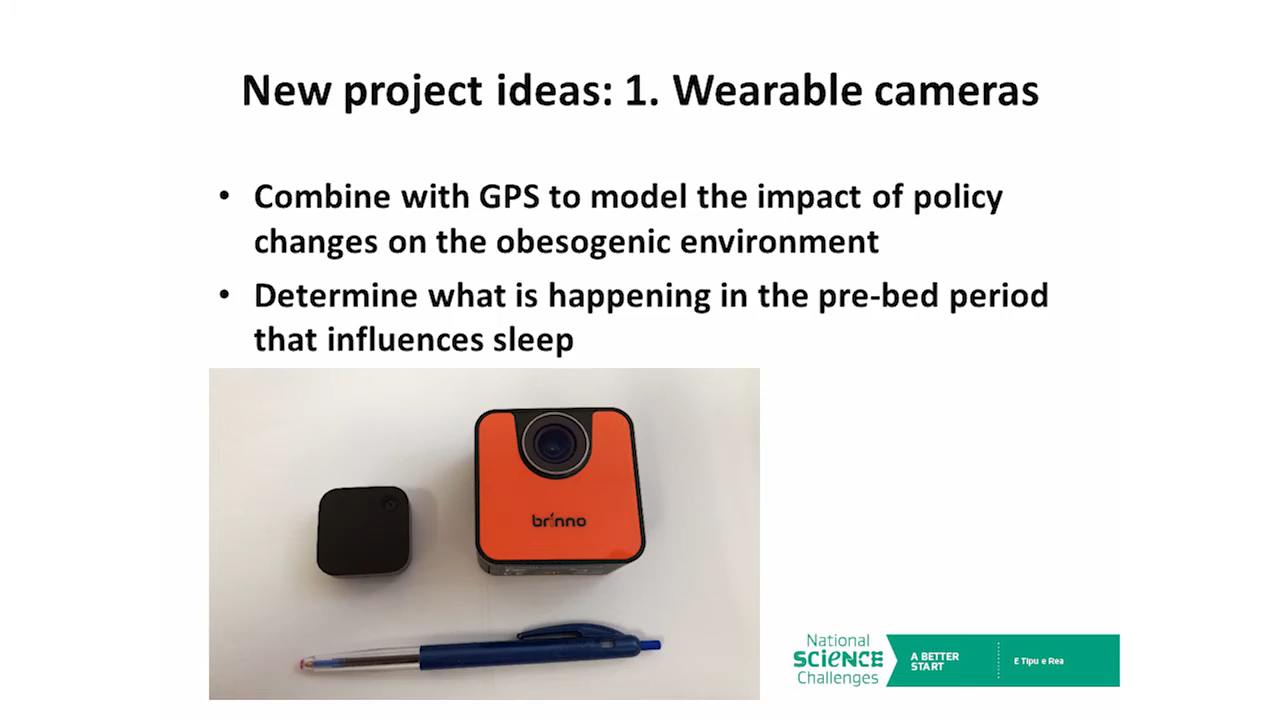 New project ideas: 1. Wearable cameras
• Combine with GPS to model the impact of policy
changes on the obesogenic environment
• Determine what is happening in the pre-bed period
that influences sleep
brinno
National
SCIENCE
Challenges
A BETTER
START
E Tipu e Rea